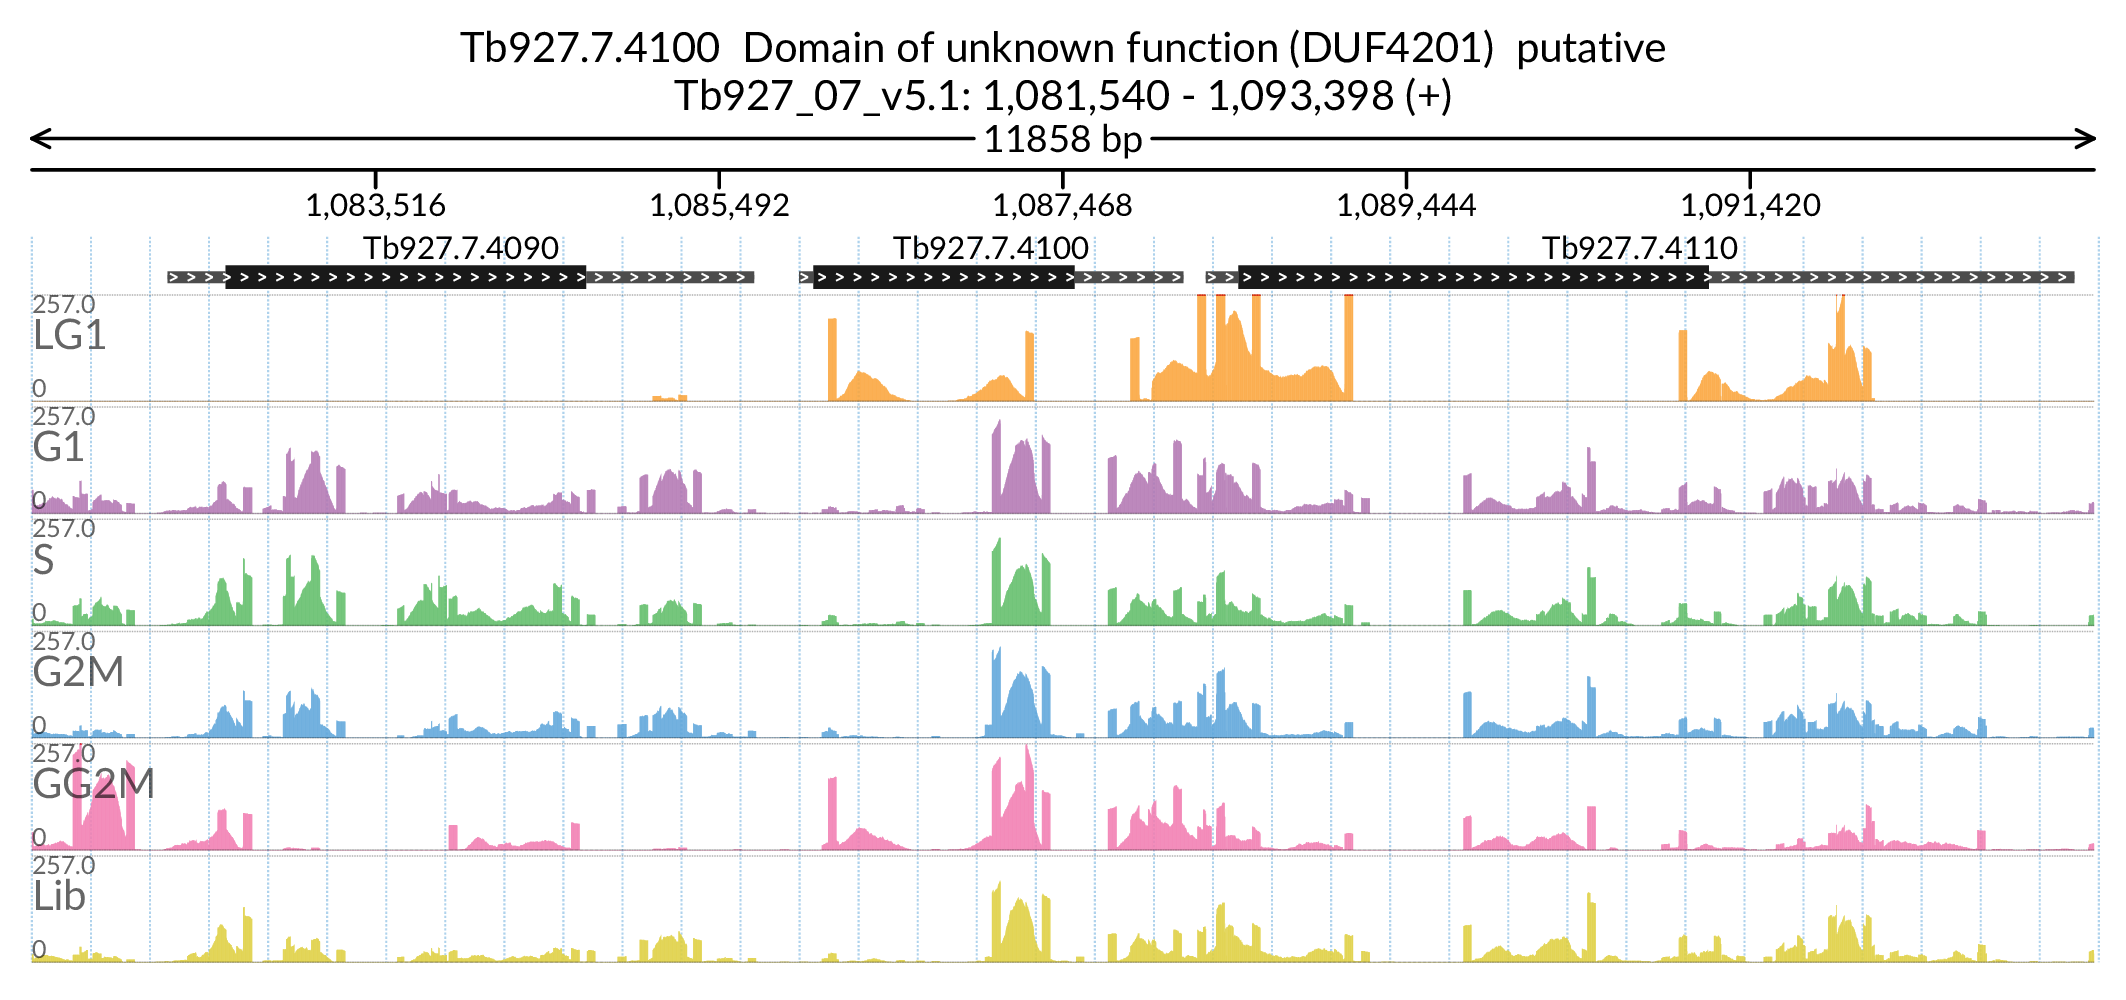 Tb927.7.4100 Domain of unknown function (DUF4201) putative
Tb927_07_v5.1: 1,081,540 - 1,093,398 (+)
11858 bp
1,083,516 1,085,492 1,087,468 1,089,444 1,091,420
Tb927.7.4090 Tb927.7.4100 Tb927.7.4110
257.0
LG1
0
257.0
G1
0
257.0
S
0
257.0
G2M
0
257.0
GG2M
0
257.0
Lib
0